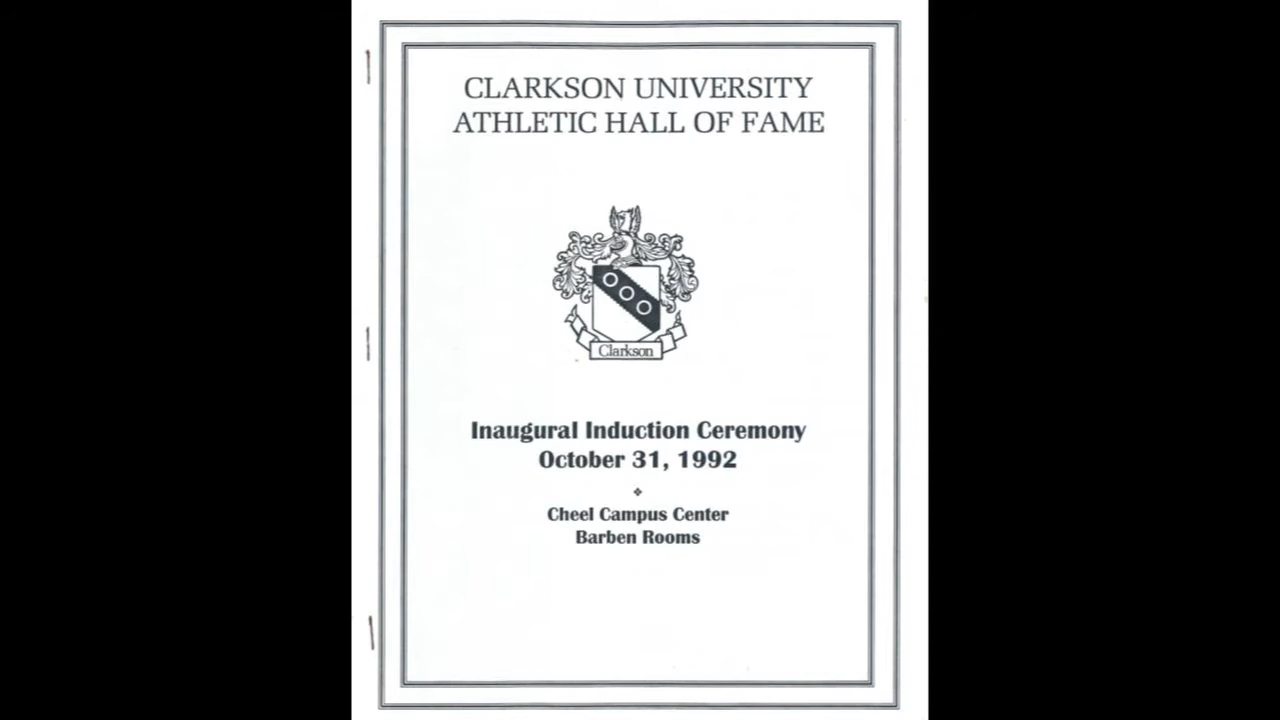 CLARKSON UNIVERSITY
ATHLETIC HALL OF FAME
Clarkson
Inaugural Induction Ceremony
October 31, 1992
Cheel Campus Center
Barben Rooms